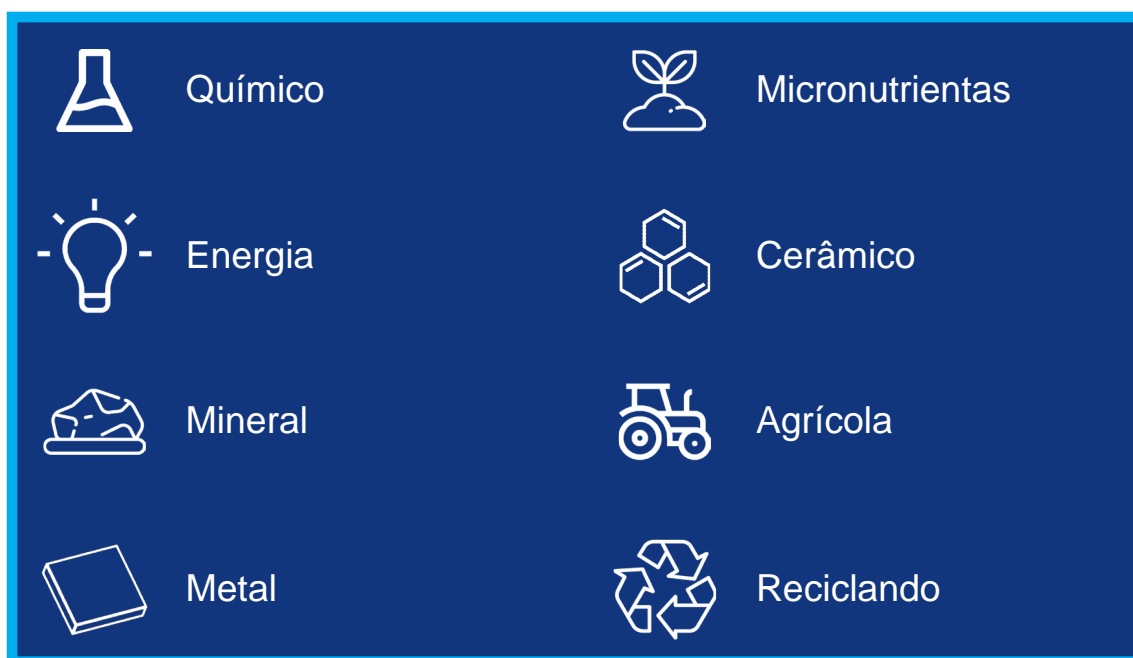 Químico
Micronutrientas
Energia
Cerâmico
Mineral
Agrícola
Metal
Reciclando